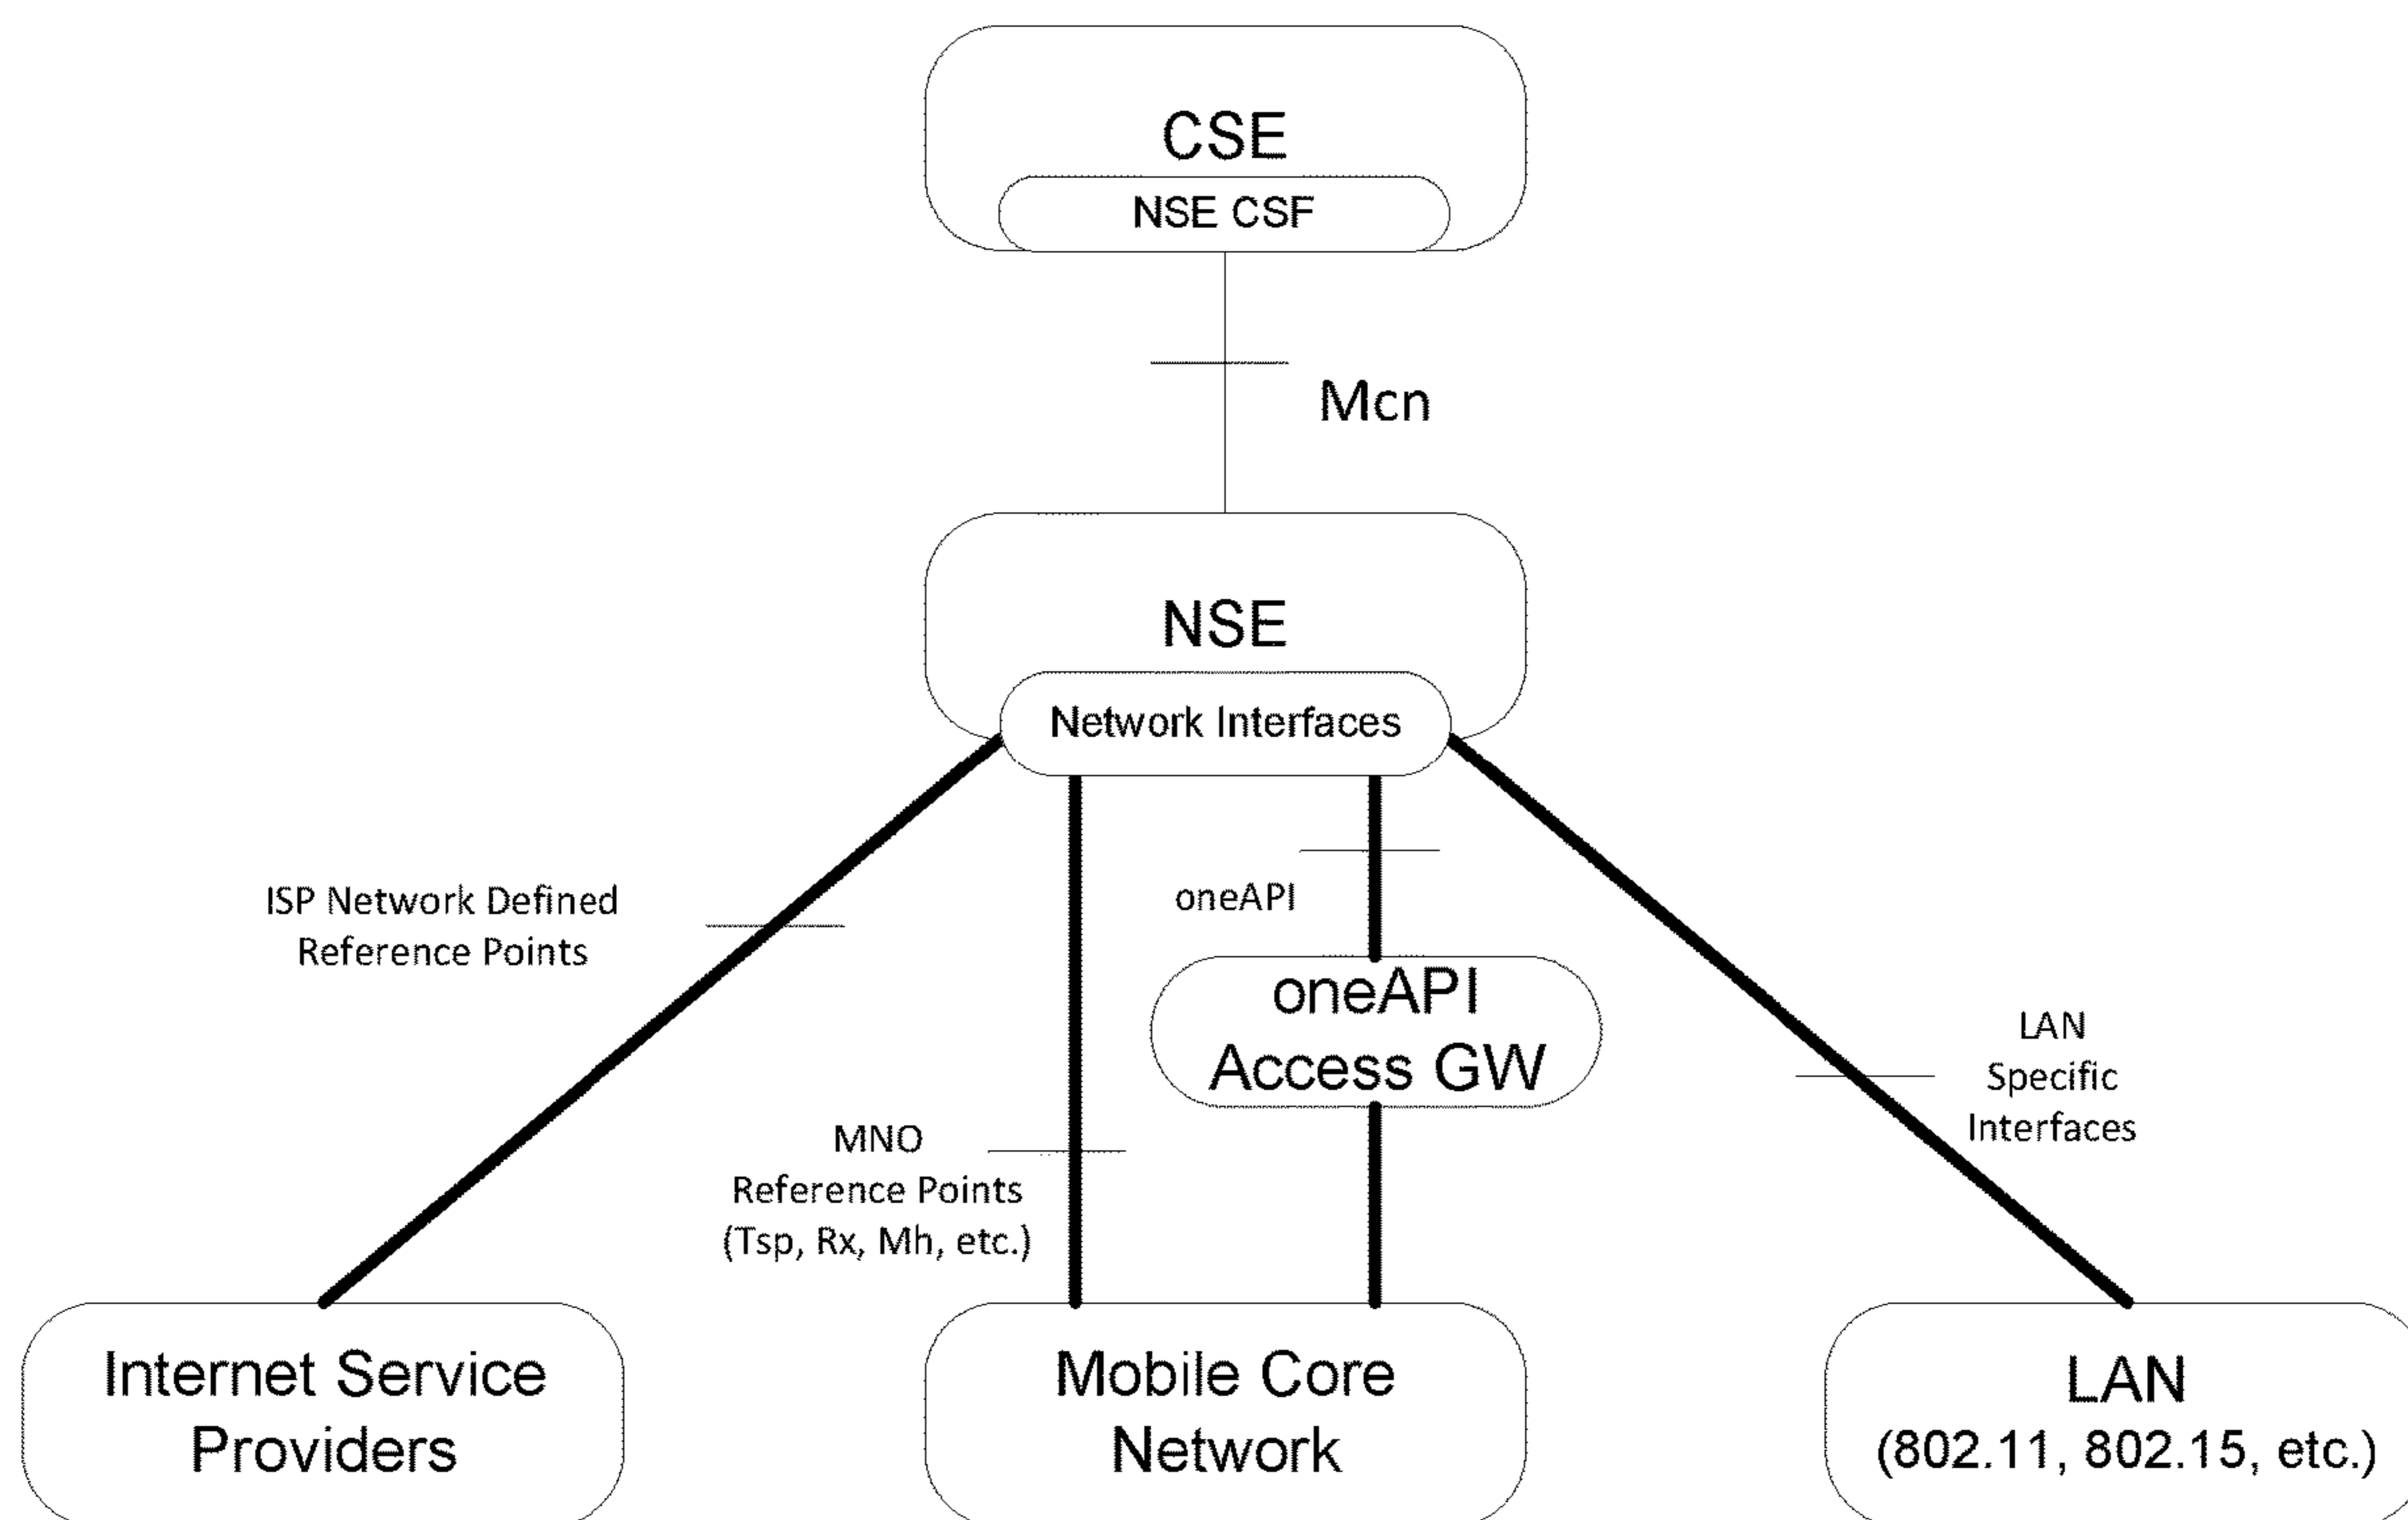 CSE
NSE CSF
Mcn
NSE
Network Interfaces
ISP Network Defined
Reference Points
oneAPI
oneAPI
Access GW
MNO
Reference Points
(Tsp, Rx, Mh, etc.)
LAN
Specific
Interfaces
Internet Service
Providers
Mobile Core
Network
LAN
(802.11, 802.15, etc.)